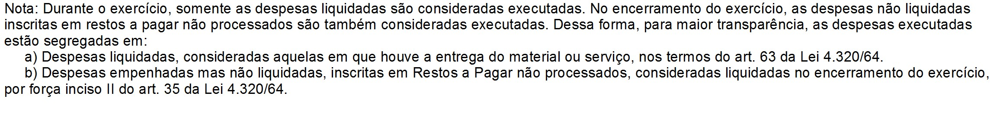 Nota: Durante o exercício, somente as despesas liquidadas são consideradas executadas. No encerramento do exercício, as despesas não liquidadas
inscritas em restos a pagar não processados são também consideradas executadas. Dessa forma, para maior transparência, as despesas executadas
estão segregadas em:
a) Despesas liquidadas, consideradas aquelas em que houve a entrega do material ou serviço, nos termos do art. 63 da Lei 4.320/64.
b) Despesas empenhadas mas não liquidadas, inscritas em Restos a Pagar não processados, consideradas liquidadas no encerramento do exercício,
por força inciso II do art. 35 da Lei 4.320/64.